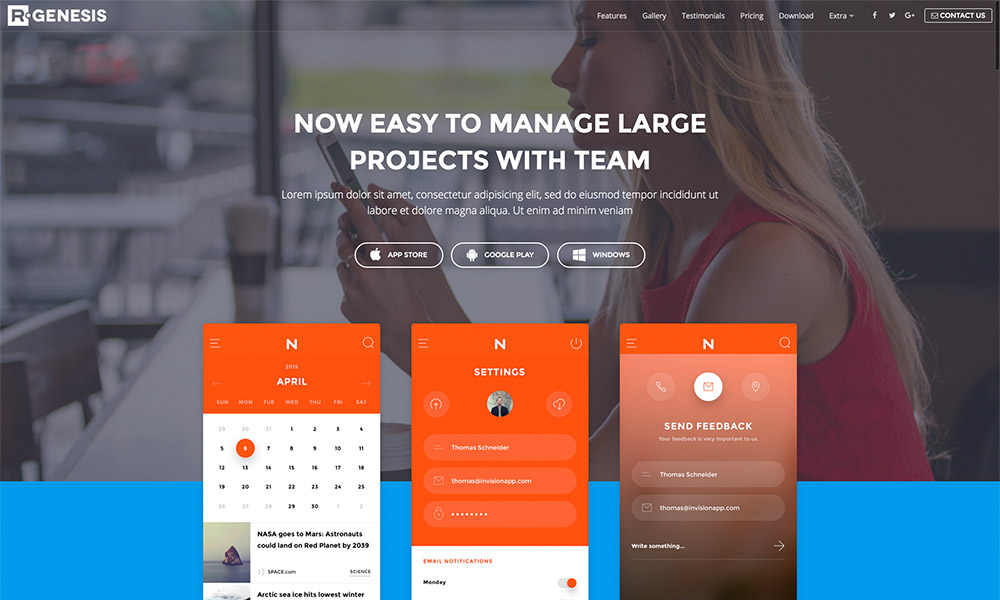 R GENESIS
Features Gallery Testimonials Pricing Download Extra
CONTACT US
NOW EASY TO MANAGE LARGE
PROJECTS WITH TEAM
Lorem ipsum dolor sit amet, consectetur adipisicing elit, sed do eiusmod tempor incididunt ut
labore et dolore magna aliqua. Ut enim ad minim veniam
APP STORE
GOOGLE PLAY
WINDOWS
N
2015
APRIL
SUN MON TUE WED THU FRI SAT
29 30 31 1 2 3 4
5 6 7 8 9 10 11
12 13 14 15 16 17 18
19 20 21 22 23 24 25
26 27 28 29 30 1 2
NASA goes to Mars: Astronauts
could land on Red Planet by 2039
SPACE.com SCIENCE
Arctic sea ice hits lowest winter
N
SETTINGS
Thomas Schneider
thomas@invisionapp.com
EMAIL NOTIFICATIONS
Monday
N
SEND FEEDBACK
Your feedback is very important to us.
Thomas Schneider
thomas@invisionapp.com
Write something...